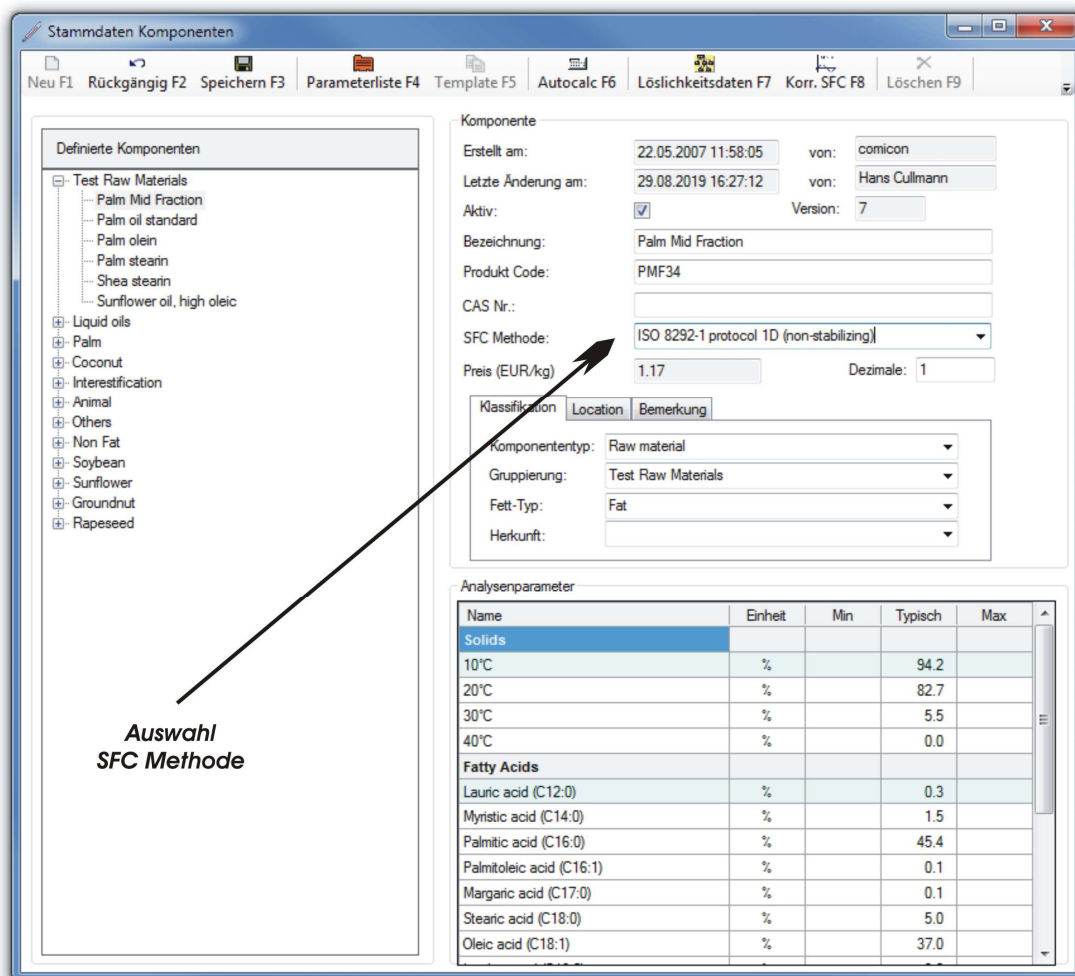 Stammdaten Komponenten
Neu F1 Rückgängig F2 Speichern F3 Parameterliste F4 Template F5 Autocalc F6 Löslichkeitsdaten F7 Korr. SFC F8 Löschen F9
Definierte Komponenten
Test Raw Materials
Palm Mid Fraction
Palm oil standard
Palm olein
Palm stearin
Shea stearin
Sunflower oil, high oleic
Liquid oils
Palm
Coconut
Interestification
Animal
Others
Non Fat
Soybean
Sunflower
Groundnut
Rapeseed
Komponente
Erstellt am: 22.05.2007 11:58:05 von: comicon
Letzte Änderung am: 29.08.2019 16:27:12 von: Hans Cullmann
Aktiv: Version: 7
Bezeichnung: Palm Mid Fraction
Produkt Code: PMF34
CAS Nr.:
SFC Methode: ISO 8292-1 protocol 1D (non-stabilizing)
Preis (EUR/kg) 1.17 Dezimale: 1
Klassifikation Location Bemerkung
Komponententyp: Raw material
Gruppierung: Test Raw Materials
Fett-Typ: Fat
Herkunft:
Analysenparameter
Name Einheit Min Typisch Max
Solids
10°C % 94.2
20°C % 82.7
30°C % 5.5
40°C % 0.0
Fatty Acids
Lauric acid (C12:0) % 0.3
Myristic acid (C14:0) % 1.5
Palmitic acid (C16:0) % 45.4
Palmitoleic acid (C16:1) % 0.1
Margaric acid (C17:0) % 0.1
Stearic acid (C18:0) % 5.0
Oleic acid (C18:1) % 37.0
Auswahl
SFC Methode